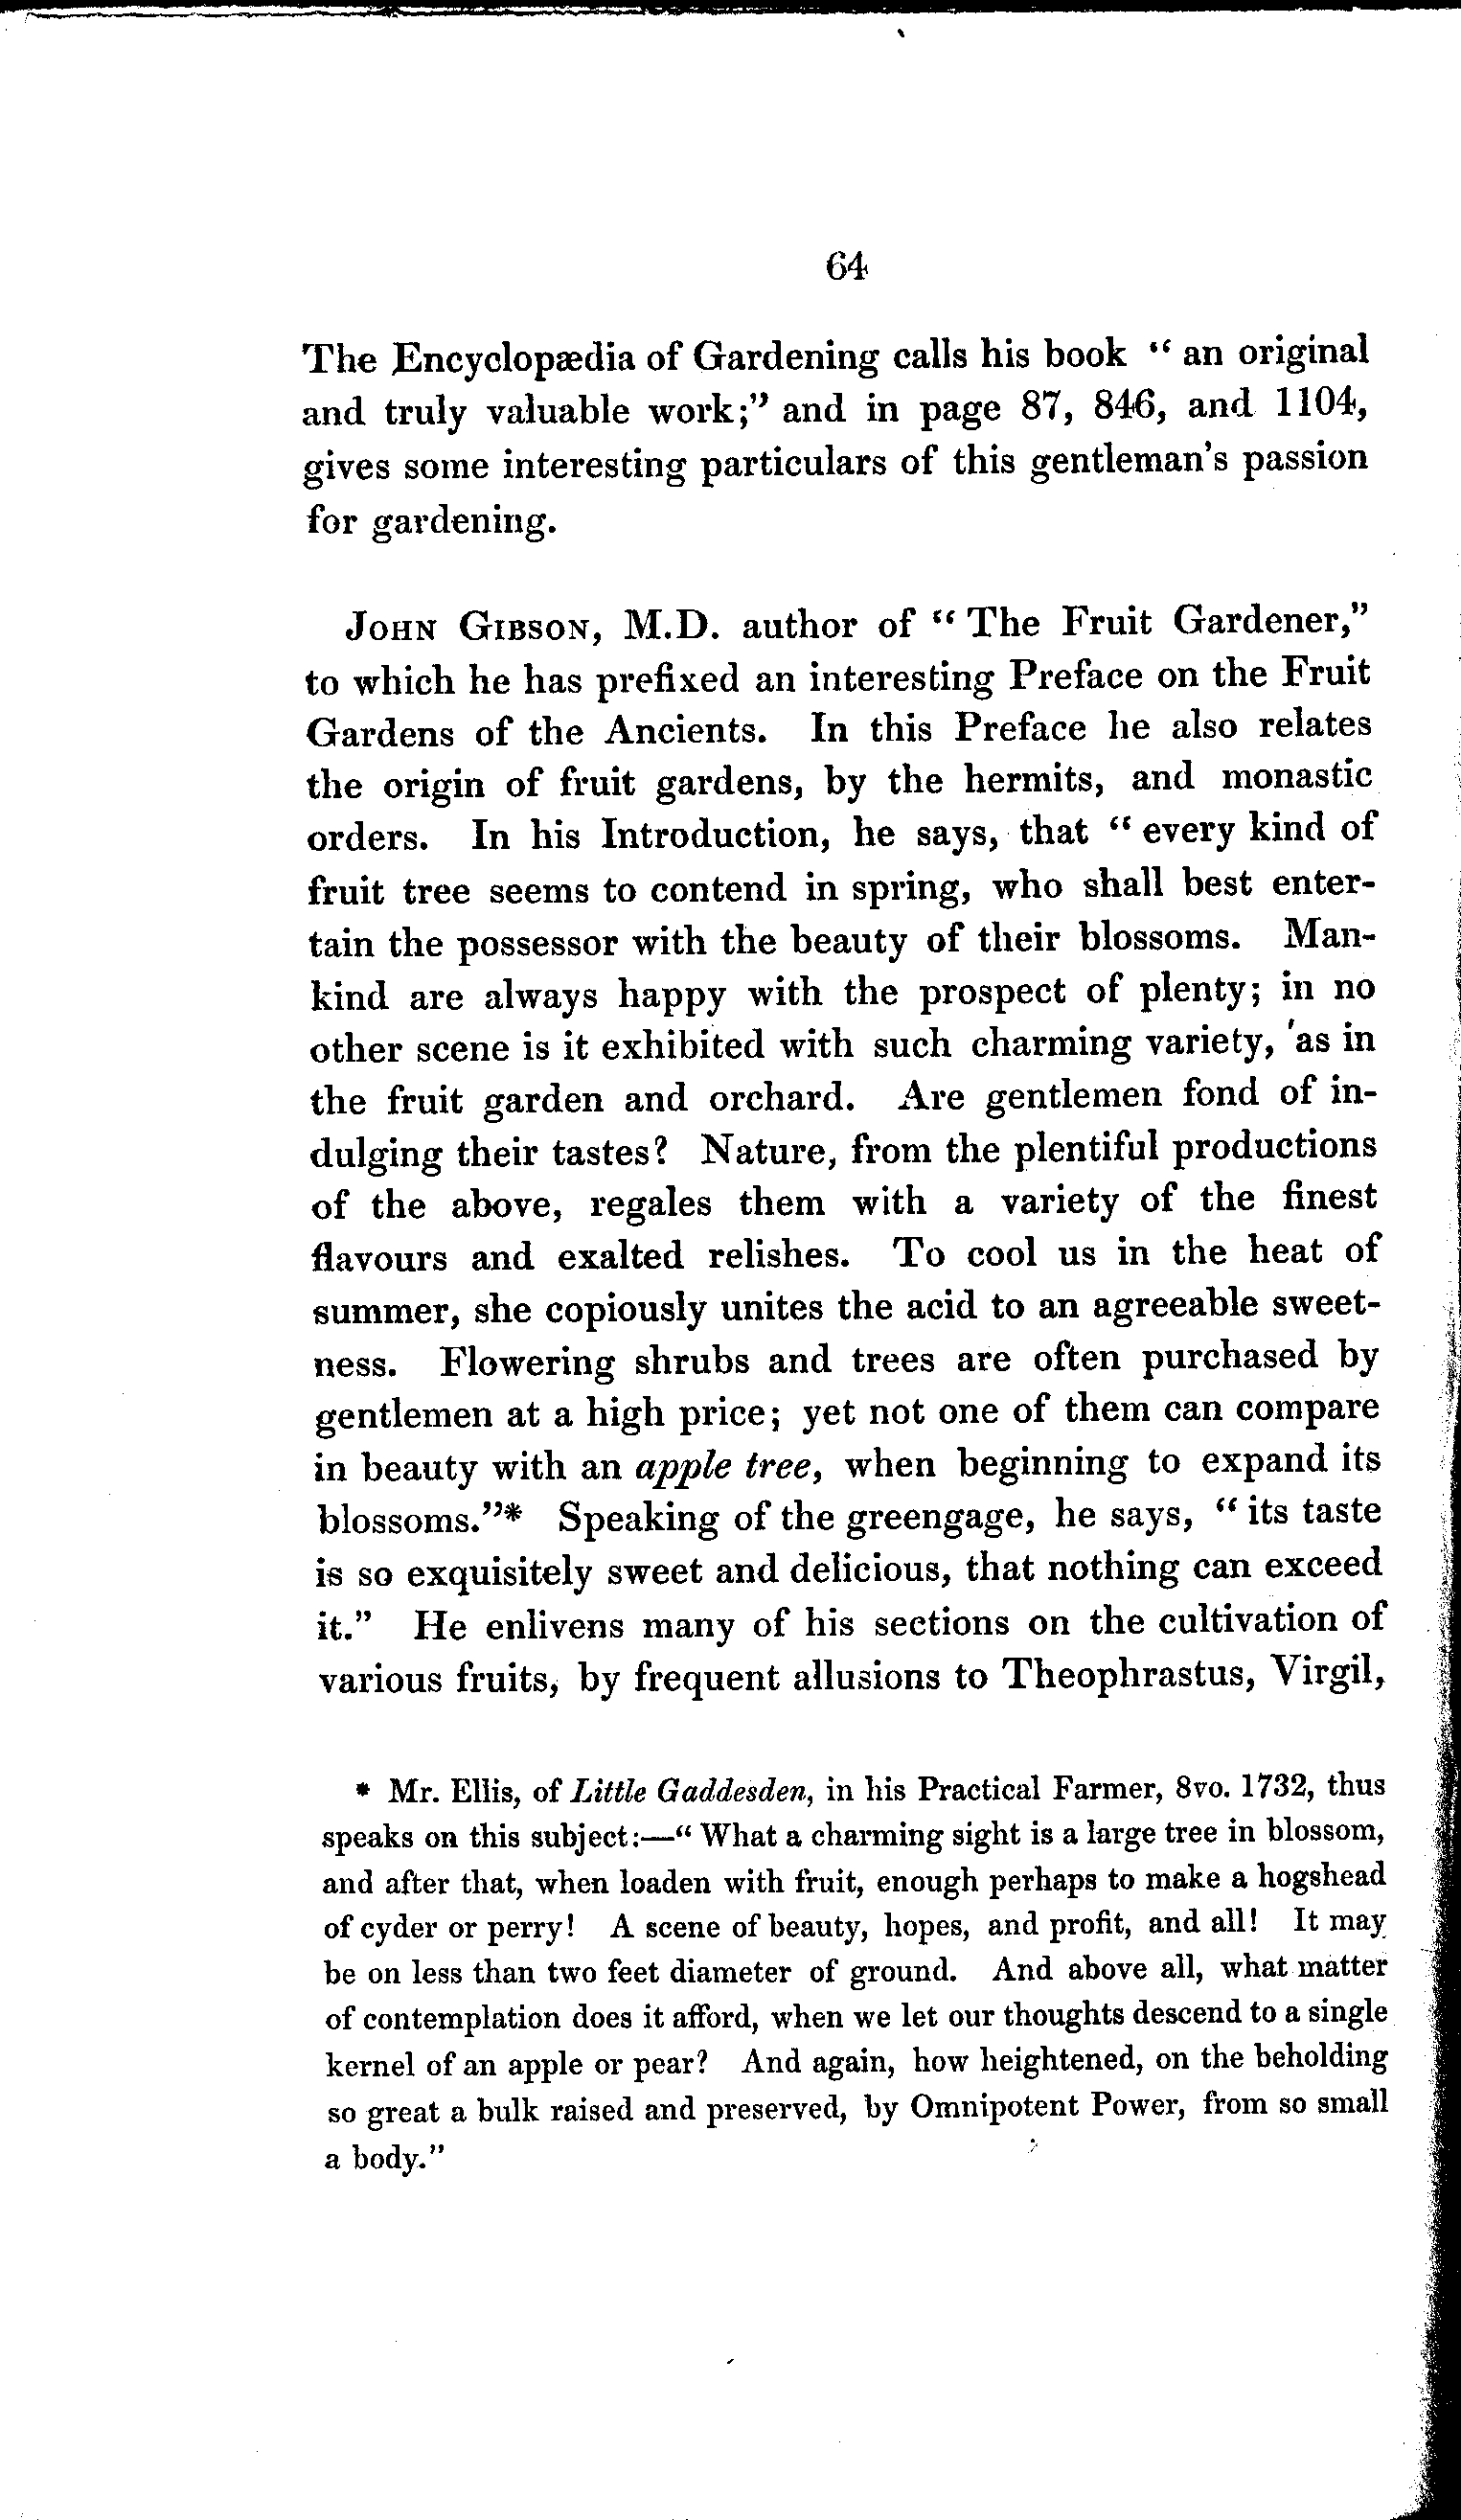 64
The Encyclopædia of Gardening calls his book “ an original
and truly valuable work;” and in page 87, 846, and 1104,
gives some interesting particulars of this gentleman's passion
for gardening.
John Gibson, M.D. author of “ The Fruit Gardener,”
to which he has prefixed an interesting Preface on the Fruit
Gardens of the Ancients. In this Preface he also relates
the origin of fruit gardens, by the hermits, and monastic
orders. In his Introduction, he says, that “ every kind of
fruit tree seems to contend in spring, who shall best enter-
tain the possessor with the beauty of their blossoms. Man-
kind are always happy with the prospect of plenty; in no
other scene is it exhibited with such charming variety, as in
the fruit garden and orchard. Are gentlemen fond of in-
dulging their tastes? Nature, from the plentiful productions
of the above, regales them with a variety of the finest
flavours and exalted relishes. To cool us in the heat of
summer, she copiously unites the acid to an agreeable sweet-
ness. Flowering shrubs and trees are often purchased by
gentlemen at a high price; yet not one of them can compare
in beauty with an apple tree, when beginning to expand its
blossoms.”* Speaking of the greengage, he says, “ its taste
is so exquisitely sweet and delicious, that nothing can exceed
it.” He enlivens many of his sections on the cultivation of
various fruits, by frequent allusions to Theophrastus, Virgil,
* Mr. Ellis, of Little Gaddesden, in his Practical Farmer, 8vo. 1732, thus
speaks on this subject:—“ What a charming sight is a large tree in blossom,
and after that, when loaden with fruit, enough perhaps to make a hogshead
of cyder or perry! A scene of beauty, hopes, and profit, and all! It may
be on less than two feet diameter of ground. And above all, what matter
of contemplation does it afford, when we let our thoughts descend to a single
kernel of an apple or pear? And again, how heightened, on the beholding
so great a bulk raised and preserved, by Omnipotent Power, from so small
a body.”